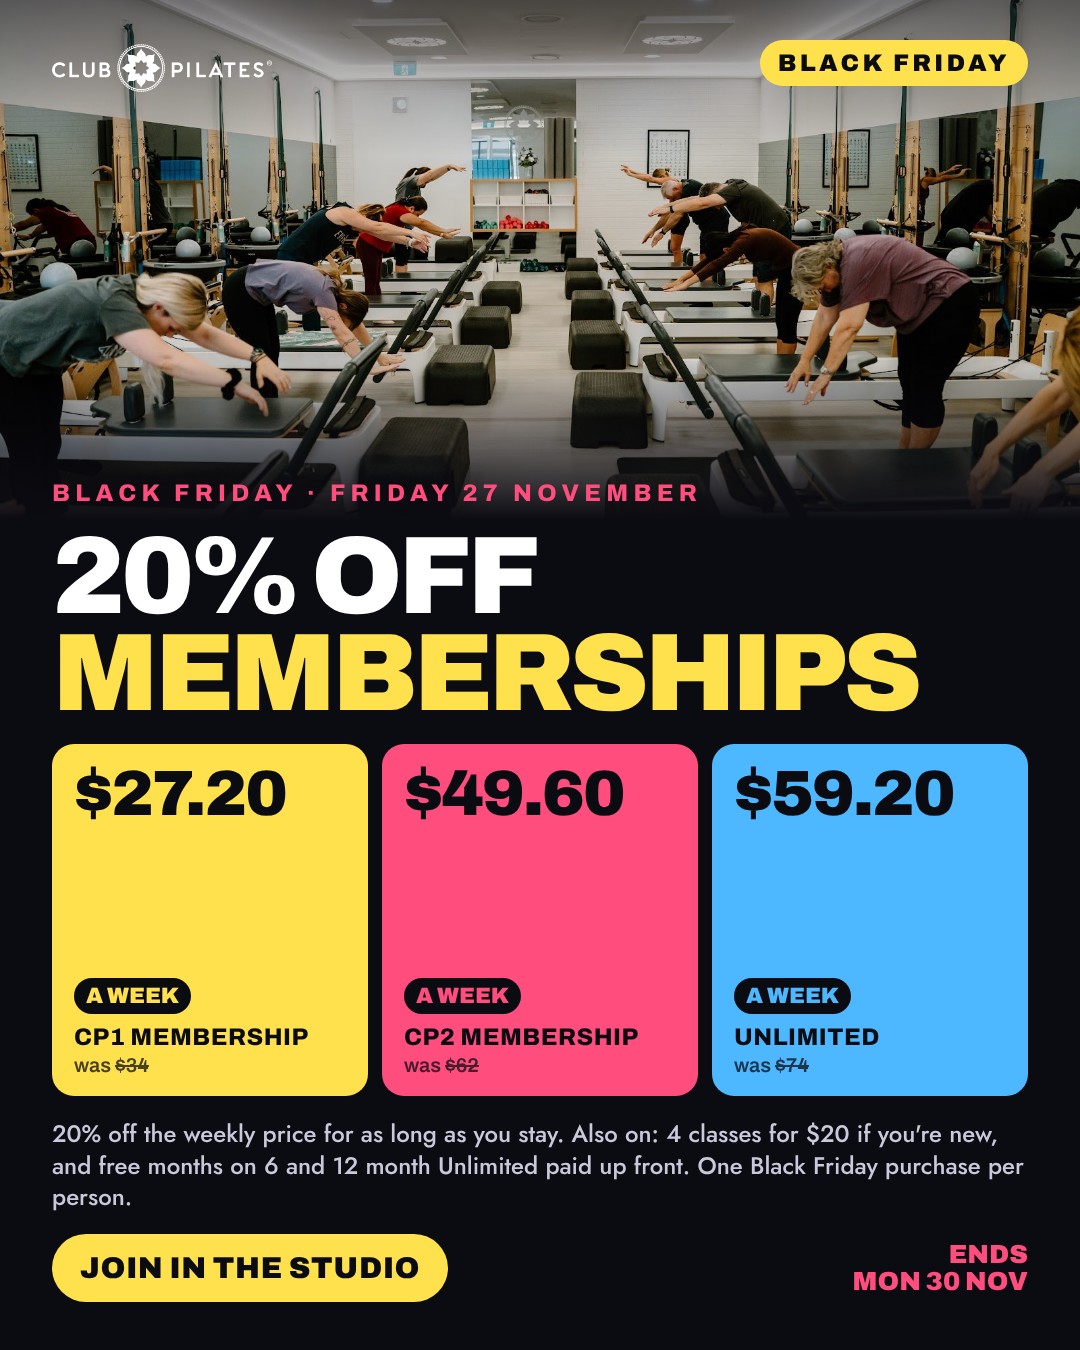 CLUB PILATES®
BLACK FRIDAY
BLACK FRIDAY · FRIDAY 27 NOVEMBER
20% OFF
MEMBERSHIPS
$27.20
A WEEK
CP1 MEMBERSHIP
was $34
$49.60
A WEEK
CP2 MEMBERSHIP
was $62
$59.20
A WEEK
UNLIMITED
was $74
20% off the weekly price for as long as you stay. Also on: 4 classes for $20 if you're new,
and free months on 6 and 12 month Unlimited paid up front. One Black Friday purchase per
person.
JOIN IN THE STUDIO
ENDS
MON 30 NOV